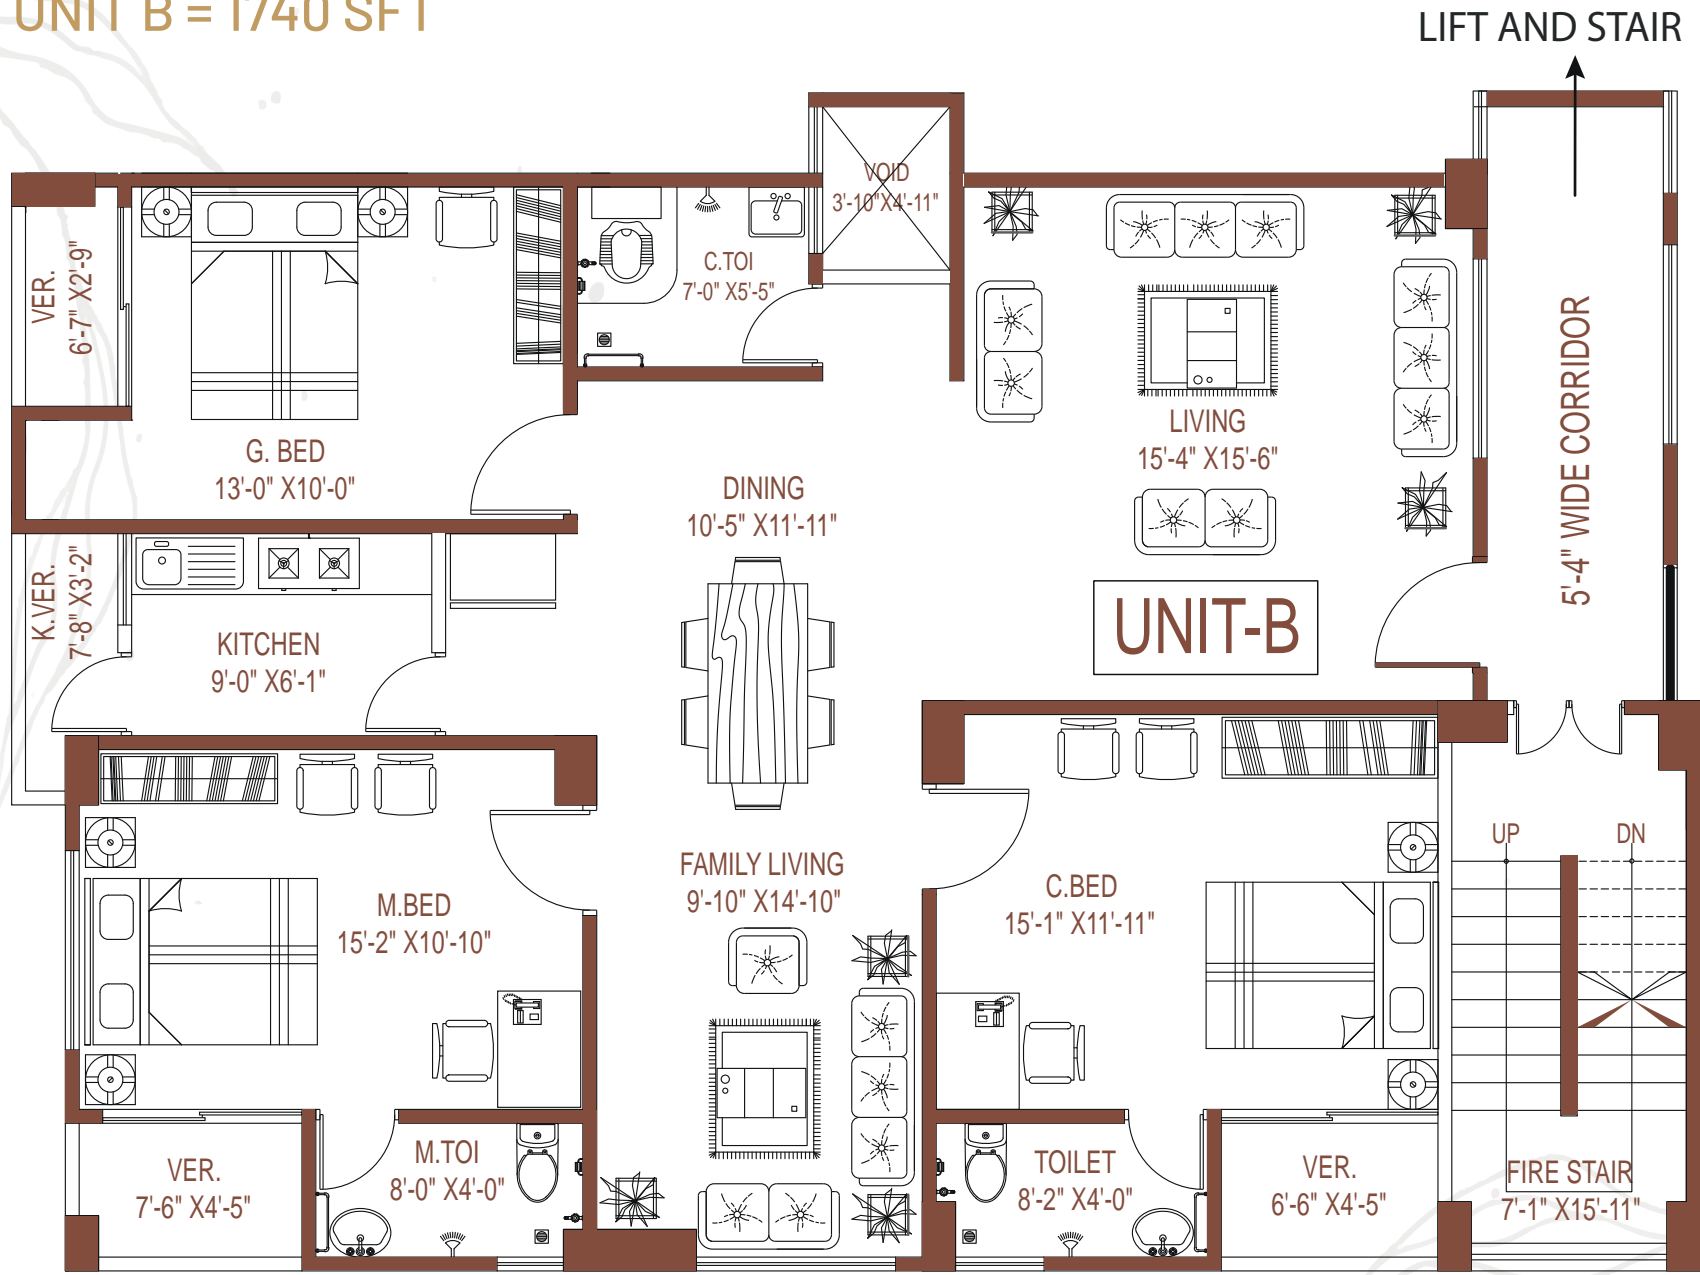 UNIT B = 1740 SFT
LIFT AND STAIR
VOID
3'-10"X4'-11"
VER.
6'-7" X2'-9"
C.TOI
7'-0" X5'-5"
G. BED
13'-0" X10'-0"
LIVING
15'-4" X15'-6"
5'-4" WIDE CORRIDOR
DINING
10'-5" X11'-11"
K.VER.
7'-8" X3'-2"
KITCHEN
9'-0" X6'-1"
UNIT-B
UP
DN
FAMILY LIVING
9'-10" X14'-10"
M.BED
15'-2" X10'-10"
C.BED
15'-1" X11'-11"
VER.
7'-6" X4'-5"
M.TOI
8'-0" X4'-0"
TOILET
8'-2" X4'-0"
VER.
6'-6" X4'-5"
FIRE STAIR
7'-1" X15'-11"